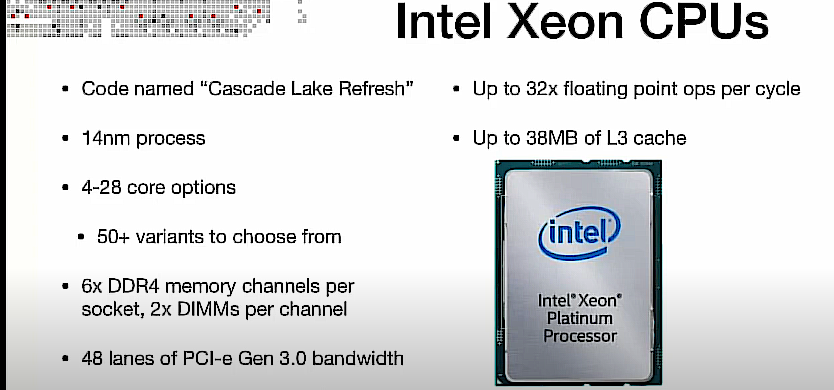 Intel Xeon CPUs
• Code named “Cascade Lake Refresh”
• 14nm process
• 4-28 core options
• 50+ variants to choose from
• 6x DDR4 memory channels per
socket, 2x DIMMs per channel
• 48 lanes of PCI-e Gen 3.0 bandwidth
• Up to 32x floating point ops per cycle
• Up to 38MB of L3 cache
intel
Intel® Xeon®
Platinum
Processor